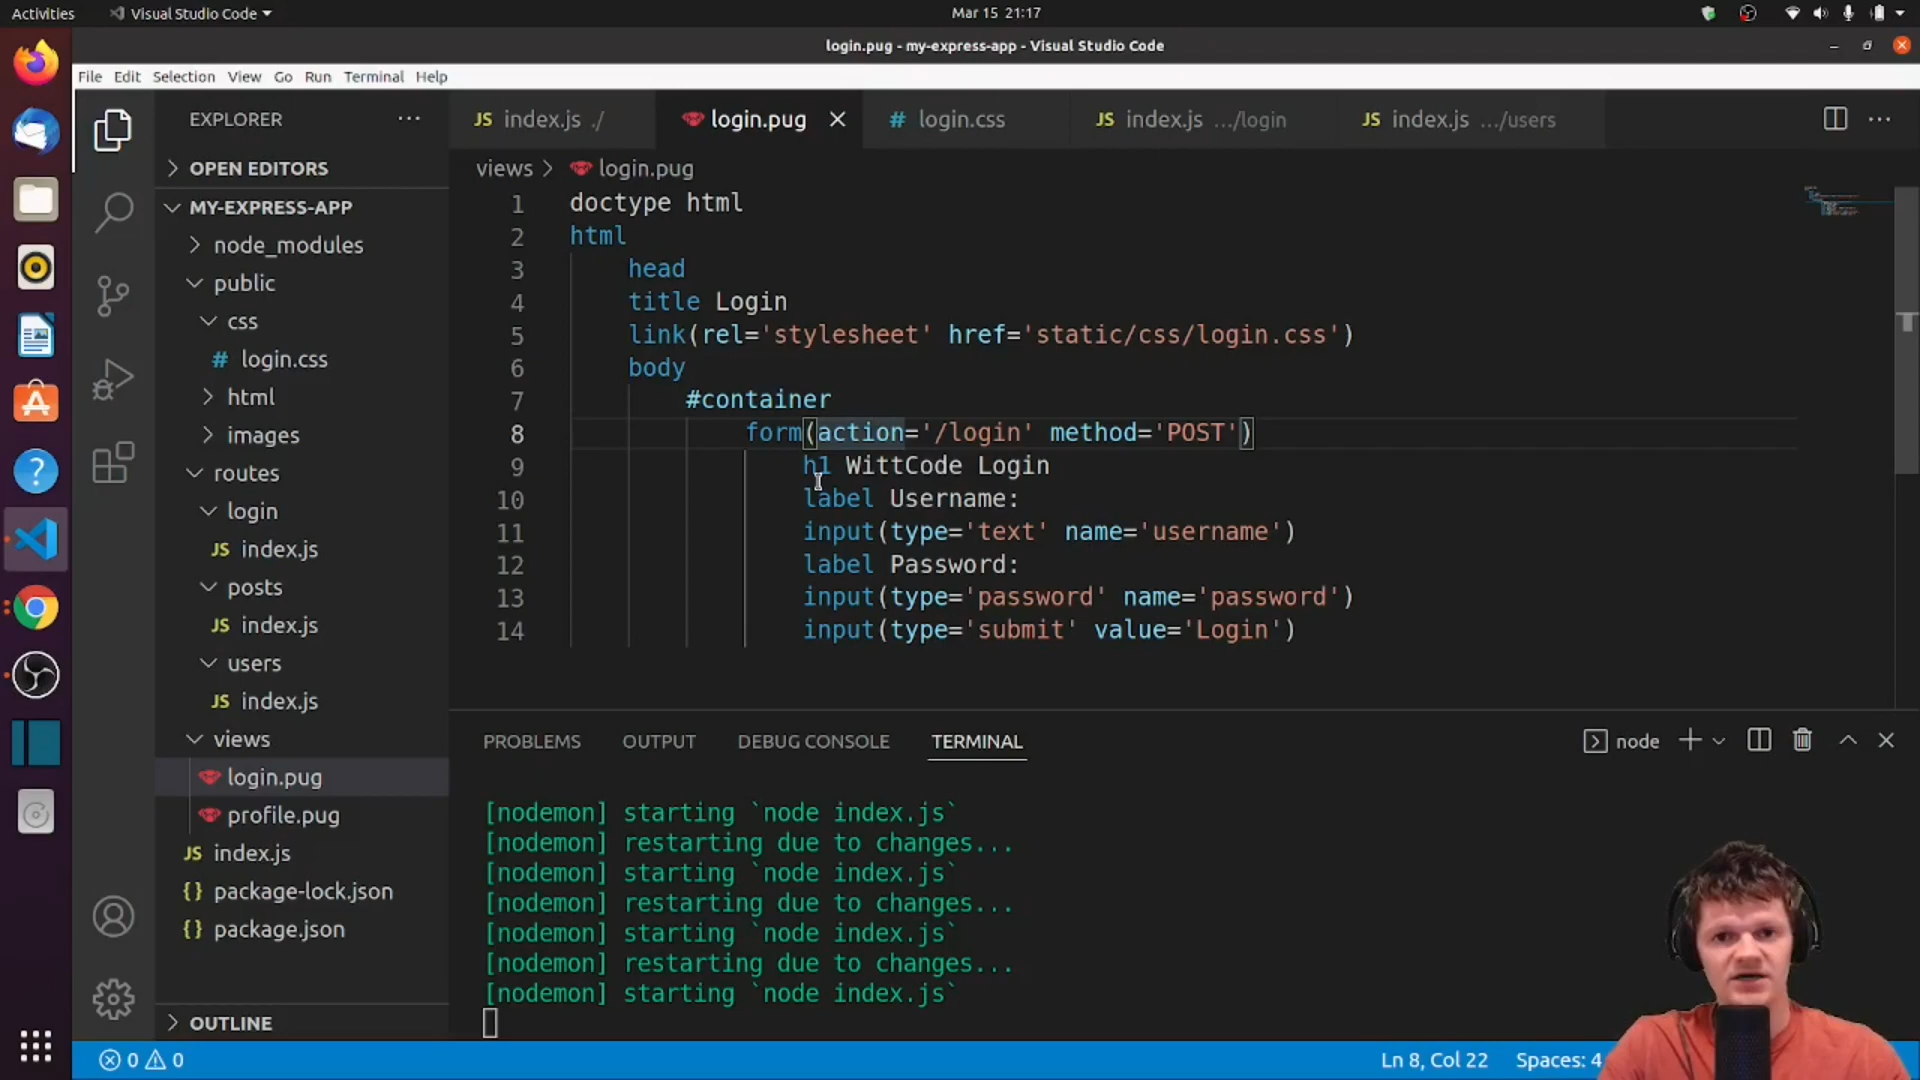 Activities
Visual Studio Code
Mar 15 21:17
login.pug - my-express-app - Visual Studio Code
File Edit Selection View Go Run Terminal Help
EXPLORER
OPEN EDITORS
MY-EXPRESS-APP
node_modules
public
css
# login.css
html
images
routes
login
JS index.js
posts
JS index.js
users
JS index.js
views
login.pug
profile.pug
JS index.js
{} package-lock.json
{} package.json
OUTLINE
JS index.js ./
login.pug
# login.css
JS index.js .../login
JS index.js .../users
views > login.pug
1 doctype html
2 html
3 head
4 title Login
5 link(rel='stylesheet' href='static/css/login.css')
6 body
7 #container
8 form(action='/login' method='POST')
9 h1 WittCode Login
10 label Username:
11 input(type='text' name='username')
12 label Password:
13 input(type='password' name='password')
14 input(type='submit' value='Login')
PROBLEMS OUTPUT DEBUG CONSOLE TERMINAL
node
[nodemon] starting `node index.js`
[nodemon] restarting due to changes...
[nodemon] starting `node index.js`
[nodemon] restarting due to changes...
[nodemon] starting `node index.js`
[nodemon] restarting due to changes...
[nodemon] starting `node index.js`
0 0
Ln 8, Col 22
Spaces: 4